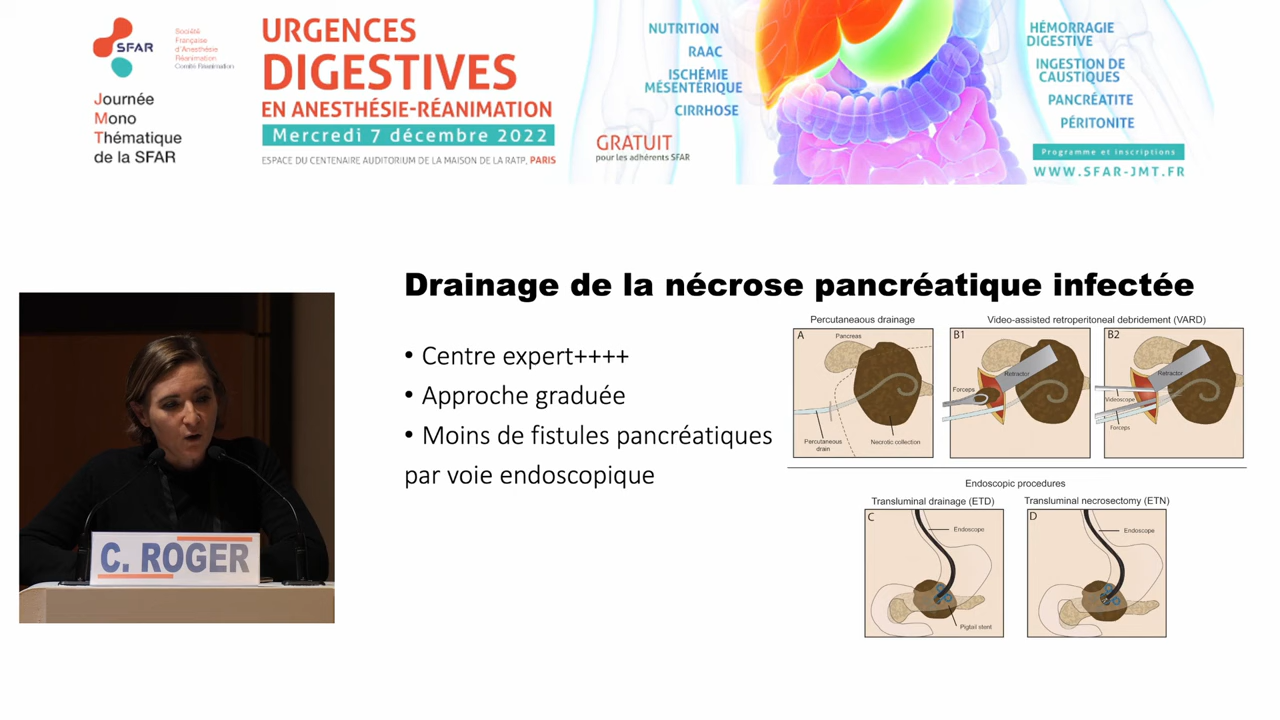 SFAR
Société
Française
d'Anesthésie
Réanimation
Comité Réanimation
Journée
Mono
Thématique
de la SFAR
URGENCES
DIGESTIVES
EN ANESTHÉSIE-RÉANIMATION
Mercredi 7 décembre 2022
ESPACE DU CENTENAIRE AUDITORIUM DE LA MAISON DE LA RATP, PARIS
NUTRITION
RAAC
ISCHÉMIE
MÉSENTÉRIQUE
CIRRHOSE
GRATUIT
pour les adhérents SFAR
HÉMORRAGIE
DIGESTIVE
INGESTION DE
CAUSTIQUES
PANCRÉATITE
PÉRITONITE
Programme et inscriptions
WWW.SFAR-JMT.FR
Drainage de la nécrose pancréatique infectée
• Centre expert++++
• Approche graduée
• Moins de fistules pancréatiques
par voie endoscopique
Percutaneaous drainage
A
Pancreas
Percutaneous
drain
Necrotic collection
Video-assisted retroperitoneal debridement (VARD)
B1
Retractor
Forceps
B2
Retractor
Videoscope
Forceps
Endoscopic procedures
Transluminal drainage (ETD)
C
Endoscope
Pigtail stent
Transluminal necrosectomy (ETN)
D
Endoscope
C. ROGER